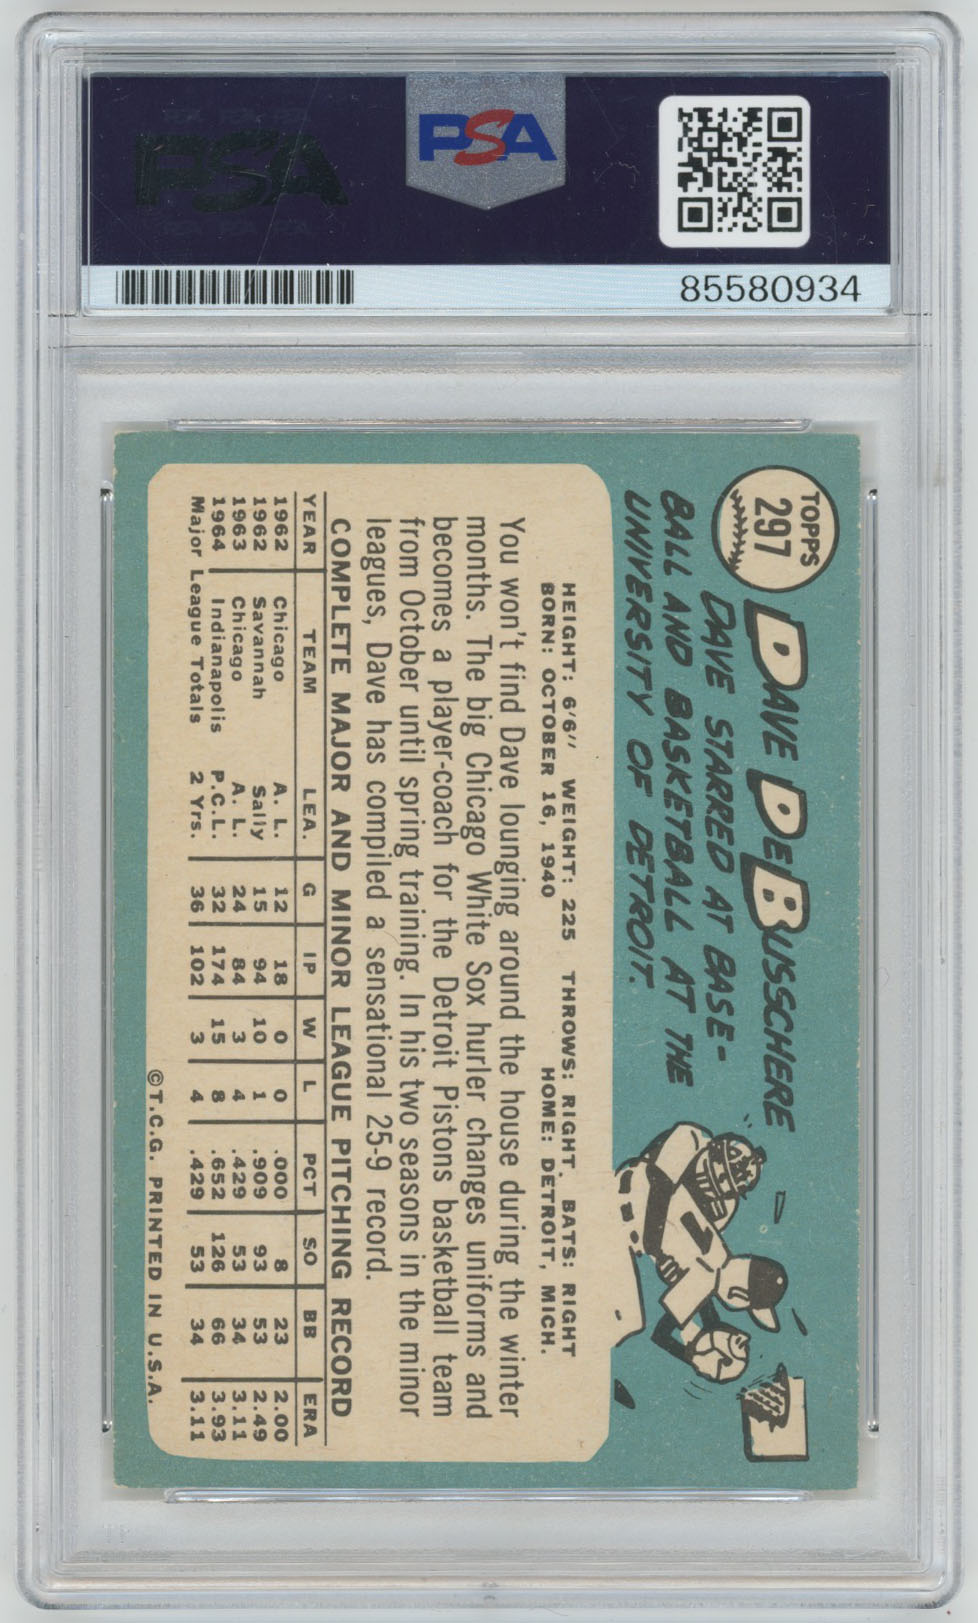 PSA
85580934
TOPPS
297
DAVE DEBUSSCHERE
DAVE STARRED AT BASE-
BALL AND BASKETBALL AT THE
UNIVERSITY OF DETROIT.
HEIGHT: 6'6" WEIGHT: 225 THROWS: RIGHT. BATS: RIGHT
BORN: OCTOBER 16, 1940 HOME: DETROIT, MICH.
You won't find Dave lounging around the house during the winter
months. The big Chicago White Sox hurler changes uniforms and
becomes a player-coach for the Detroit Pistons basketball team
from October until spring training. In his two seasons in the minor
leagues, Dave has compiled a sensational 25-9 record.
COMPLETE MAJOR AND MINOR LEAGUE PITCHING RECORD
YEAR TEAM LEA. G IP W L PCT SO BB ERA
1962 Chicago A. L. 12 18 0 0 .000 8 23 2.00
1962 Savannah Sally 15 94 10 1 .909 93 53 2.49
1963 Chicago A. L. 24 84 3 4 .429 53 34 3.11
1964 Indianapolis P.C.L. 32 174 15 8 .652 126 66 3.93
Major League Totals 2 Yrs. 36 102 3 4 .429 53 34 3.11
©T.C.G. PRINTED IN U.S.A.